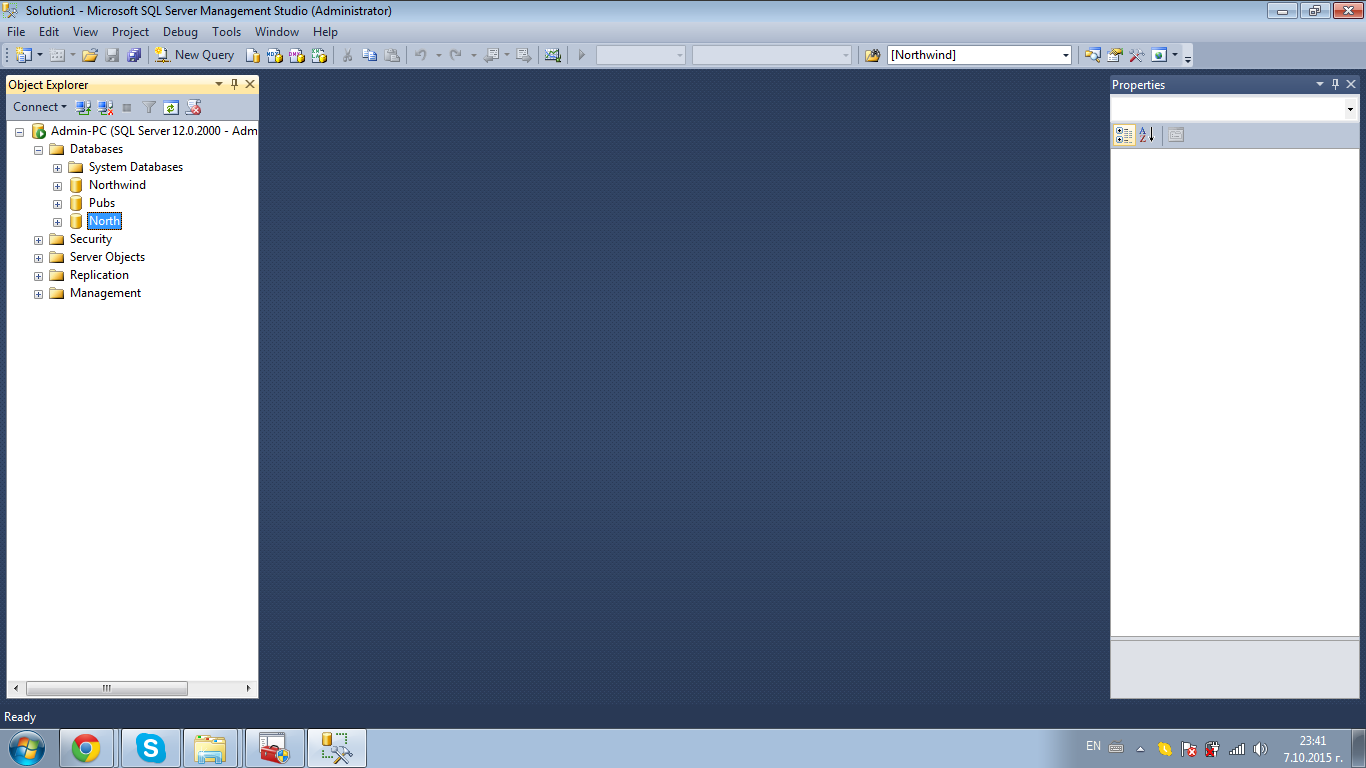 Solution1 - Microsoft SQL Server Management Studio (Administrator)
File Edit View Project Debug Tools Window Help
New Query [Northwind]
Object Explorer
Connect
Admin-PC (SQL Server 12.0.2000 - Adm
Databases
System Databases
Northwind
Pubs
North
Security
Server Objects
Replication
Management
Properties
Ready
EN
23:41
7.10.2015 г.